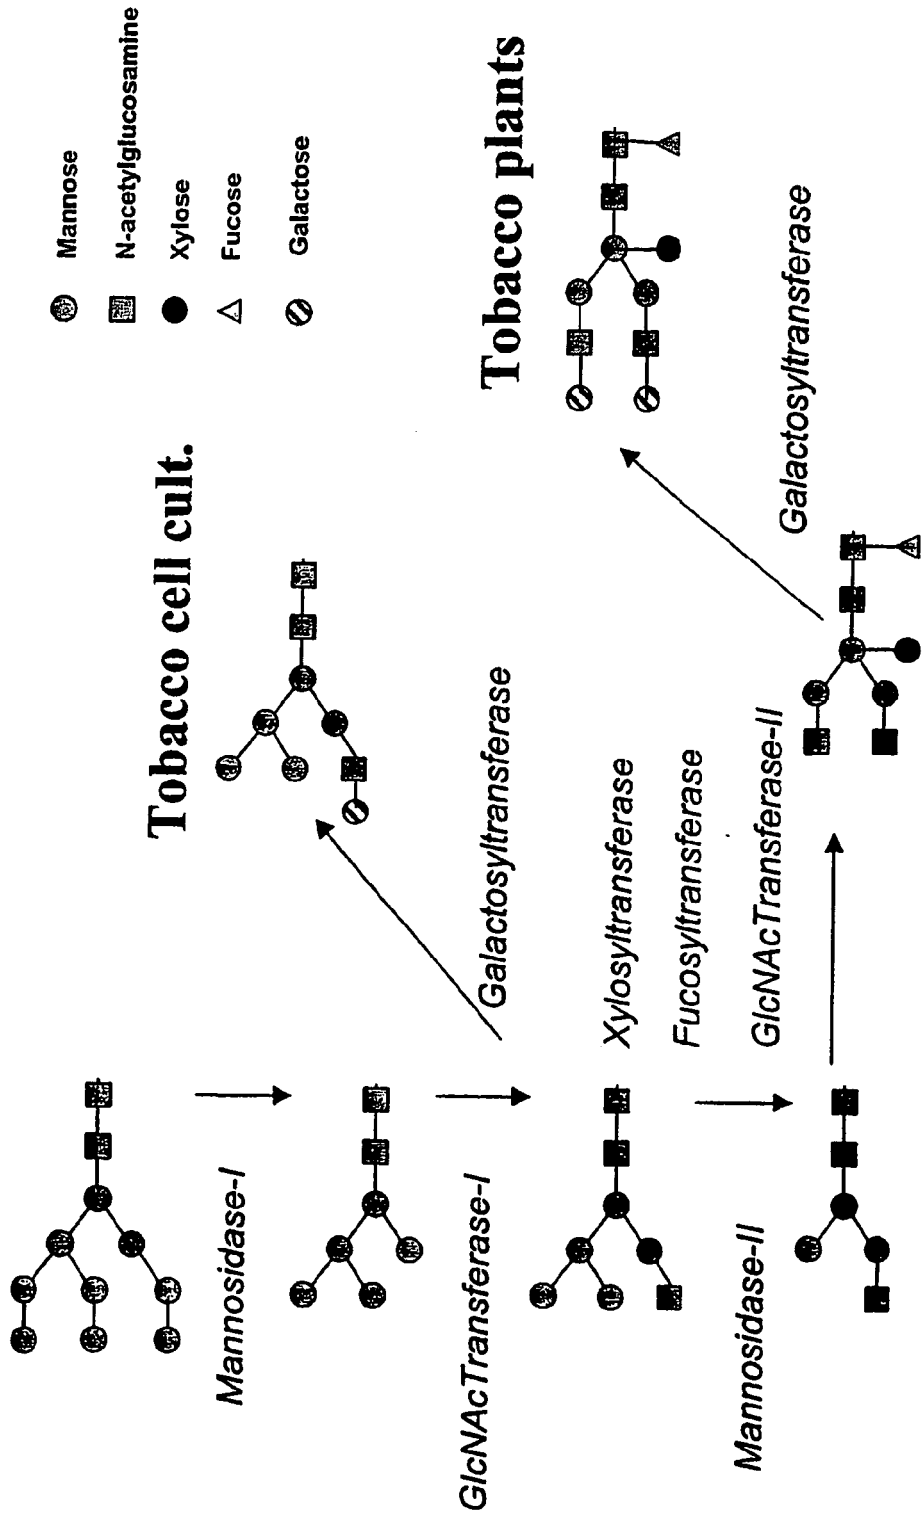 Mannose
N-acetylglucosamine
Xylose
Fucose
Galactose
Tobacco cell cult.
Tobacco plants
Mannosidase-I
GlcNAcTransferase-I
Galactosyltransferase
Xylosyltransferase
Fucosyltransferase
GlcNAcTransferase-II
Mannosidase-II
Galactosyltransferase